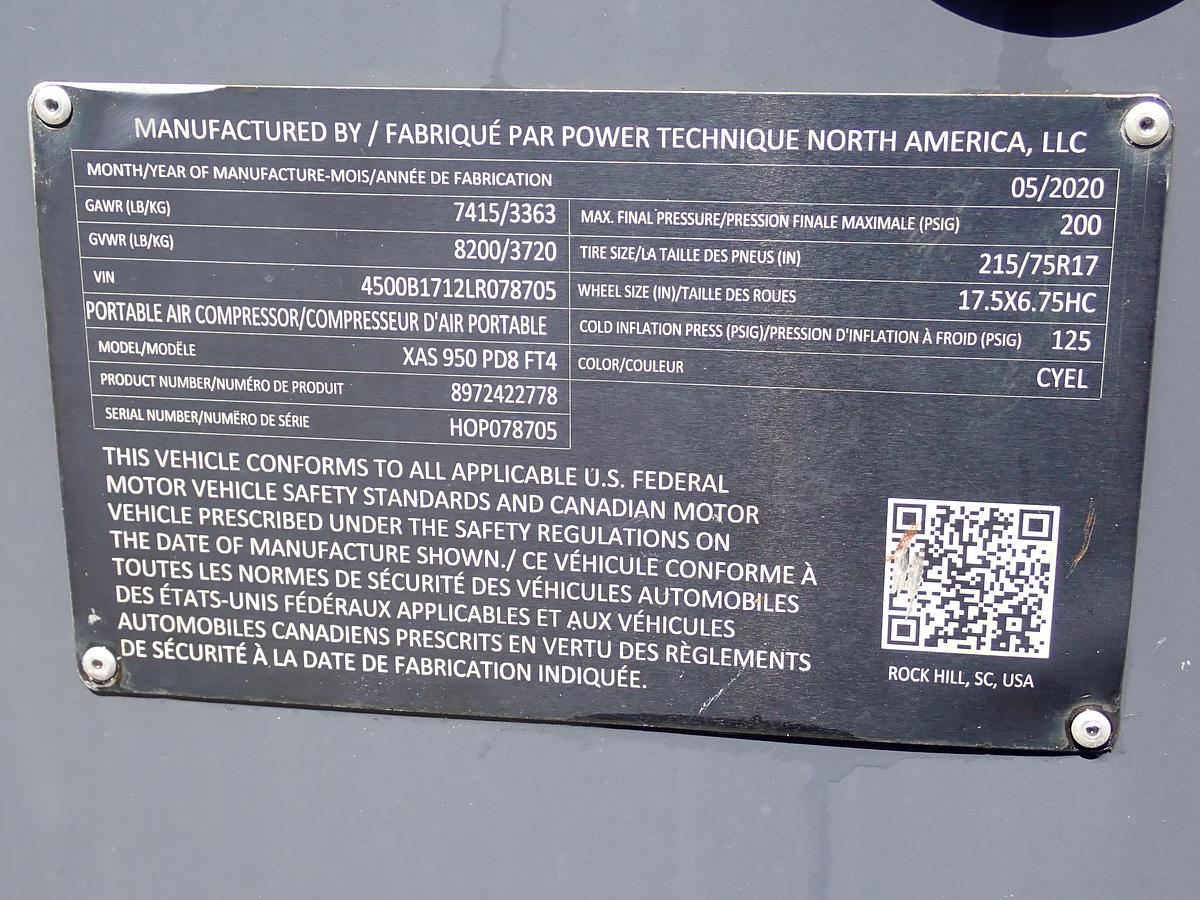 MANUFACTURED BY / FABRIQUÉ PAR POWER TECHNIQUE NORTH AMERICA, LLC
MONTH/YEAR OF MANUFACTURE-MOIS/ANNÉE DE FABRICATION 05/2020
GAWR (LB/KG) 7415/3363
GVWR (LB/KG) 8200/3720
VIN 4500B1712LR078705
PORTABLE AIR COMPRESSOR/COMPRESSEUR D'AIR PORTABLE
MODEL/MODËLE XAS 950 PD8 FT4
PRODUCT NUMBER/NUMÉRO DE PRODUIT 8972422778
SERIAL NUMBER/NUMËRO DE SÉRIE HOP078705
MAX. FINAL PRESSURE/PRESSION FINALE MAXIMALE (PSIG) 200
TIRE SIZE/LA TAILLE DES PNEUS (IN) 215/75R17
WHEEL SIZE (IN)/TAILLE DES ROUES 17.5X6.75HC
COLD INFLATION PRESS (PSIG)/PRESSION D'INFLATION À FROID (PSIG) 125
COLOR/COULEUR CYEL
THIS VEHICLE CONFORMS TO ALL APPLICABLE U.S. FEDERAL
MOTOR VEHICLE SAFETY STANDARDS AND CANADIAN MOTOR
VEHICLE PRESCRIBED UNDER THE SAFETY REGULATIONS ON
THE DATE OF MANUFACTURE SHOWN./ CE VÉHICULE CONFORME À
TOUTES LES NORMES DE SÉCURITÉ DES VÉHICULES AUTOMOBILES
DES ÉTATS-UNIS FÉDÉRAUX APPLICABLES ET AUX VÉHICULES
AUTOMOBILES CANADIENS PRESCRITS EN VERTU DES RÈGLEMENTS
DE SÉCURITÉ À LA DATE DE FABRICATION INDIQUÉE.
ROCK HILL, SC, USA